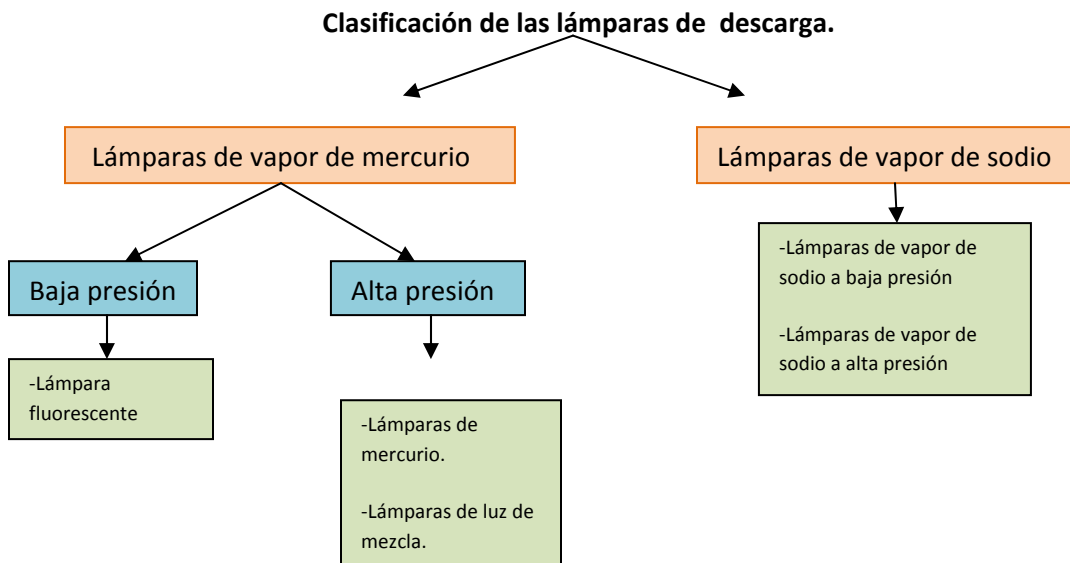 Clasificación de las lámparas de descarga.
Lámparas de vapor de mercurio
Lámparas de vapor de sodio
Baja presión
Alta presión
-Lámparas de vapor de
sodio a baja presión
-Lámparas de vapor de
sodio a alta presión
-Lámpara
fluorescente
-Lámparas de
mercurio.
-Lámparas de luz de
mezcla.